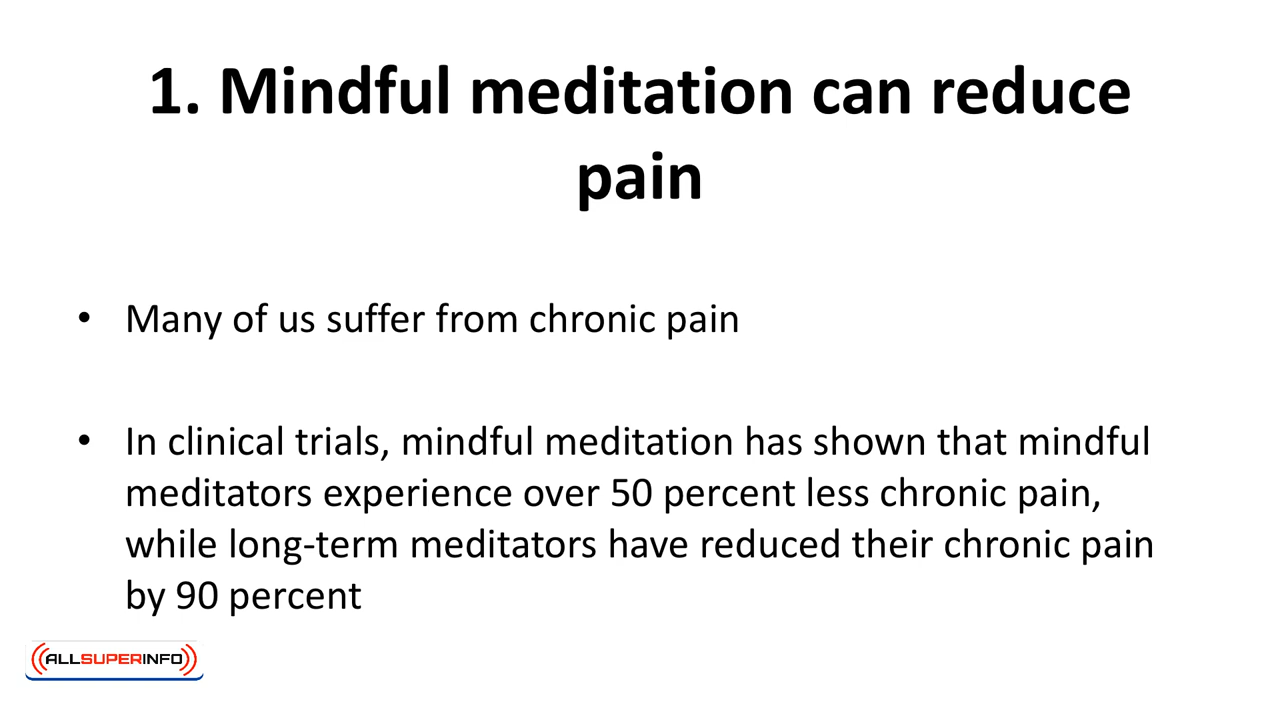 1. Mindful meditation can reduce
pain
• Many of us suffer from chronic pain
• In clinical trials, mindful meditation has shown that mindful
meditators experience over 50 percent less chronic pain,
while long-term meditators have reduced their chronic pain
by 90 percent
ALLSUPERINFO